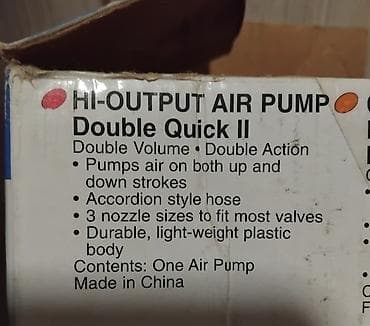 HI-OUTPUT AIR PUMP
Double Quick II
Double Volume • Double Action
• Pumps air on both up and
down strokes
• Accordion style hose
• 3 nozzle sizes to fit most valves
• Durable, light-weight plastic
body
Contents: One Air Pump
Made in China